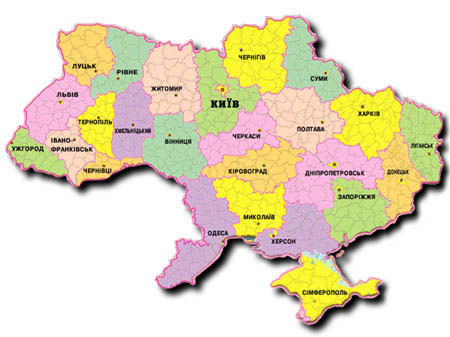 ЧЕРНІГІВ
ЛУЦЬК
РІВНЕ
СУМИ
ЖИТОМИР
ЛЬВІВ
КИЇВ
ХАРКІВ
ТЕРНОПІЛЬ
ХМЕЛЬНИЦЬКИЙ
ПОЛТАВА
ЧЕРКАСИ
ІВАНО-
ФРАНКІВСЬК
УЖГОРОД
ВІННИЦЯ
ЛУГАНСЬК
ЧЕРНІВЦІ
КІРОВОГРАД
ДНІПРОПЕТРОВСЬК
ДОНЕЦЬК
ЗАПОРІЖЖЯ
МИКОЛАЇВ
ОДЕСА
ХЕРСОН
СІМФЕРОПОЛЬ